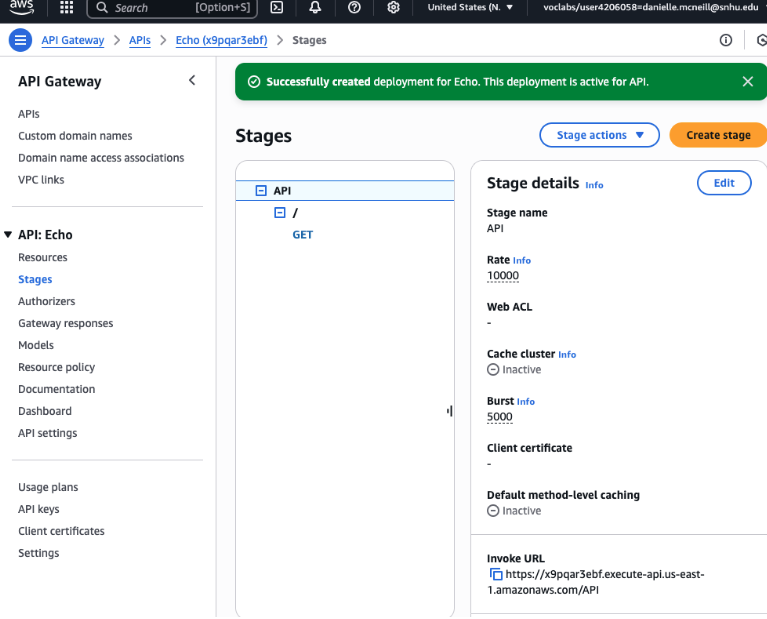 aws
Search [Option+S]
United States (N. ▼
voclabs/user4206058=danielle.mcneill@snhu.edu
API Gateway > APIs > Echo (x9pqar3ebf) > Stages
API Gateway
APIs
Custom domain names
Domain name access associations
VPC links
▼ API: Echo
Resources
Stages
Authorizers
Gateway responses
Models
Resource policy
Documentation
Dashboard
API settings
Usage plans
API keys
Client certificates
Settings
Successfully created deployment for Echo. This deployment is active for API.
Stages
Stage actions ▼
Create stage
API
/
GET
Stage details Info
Edit
Stage name
API
Rate Info
10000
Web ACL
-
Cache cluster Info
Inactive
Burst Info
5000
Client certificate
-
Default method-level caching
Inactive
Invoke URL
https://x9pqar3ebf.execute-api.us-east-
1.amazonaws.com/API